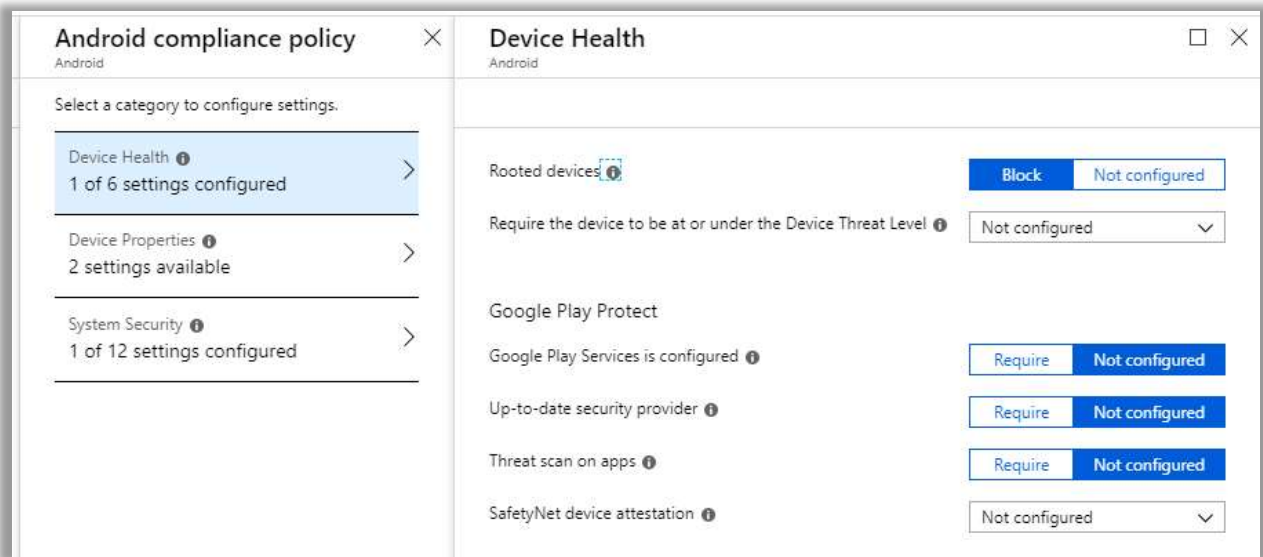 Android compliance policy
Android
Select a category to configure settings.
Device Health
1 of 6 settings configured
Device Properties
2 settings available
System Security
1 of 12 settings configured
Device Health
Android
Rooted devices
Block Not configured
Require the device to be at or under the Device Threat Level
Not configured
Google Play Protect
Google Play Services is configured
Require Not configured
Up-to-date security provider
Require Not configured
Threat scan on apps
Require Not configured
SafetyNet device attestation
Not configured